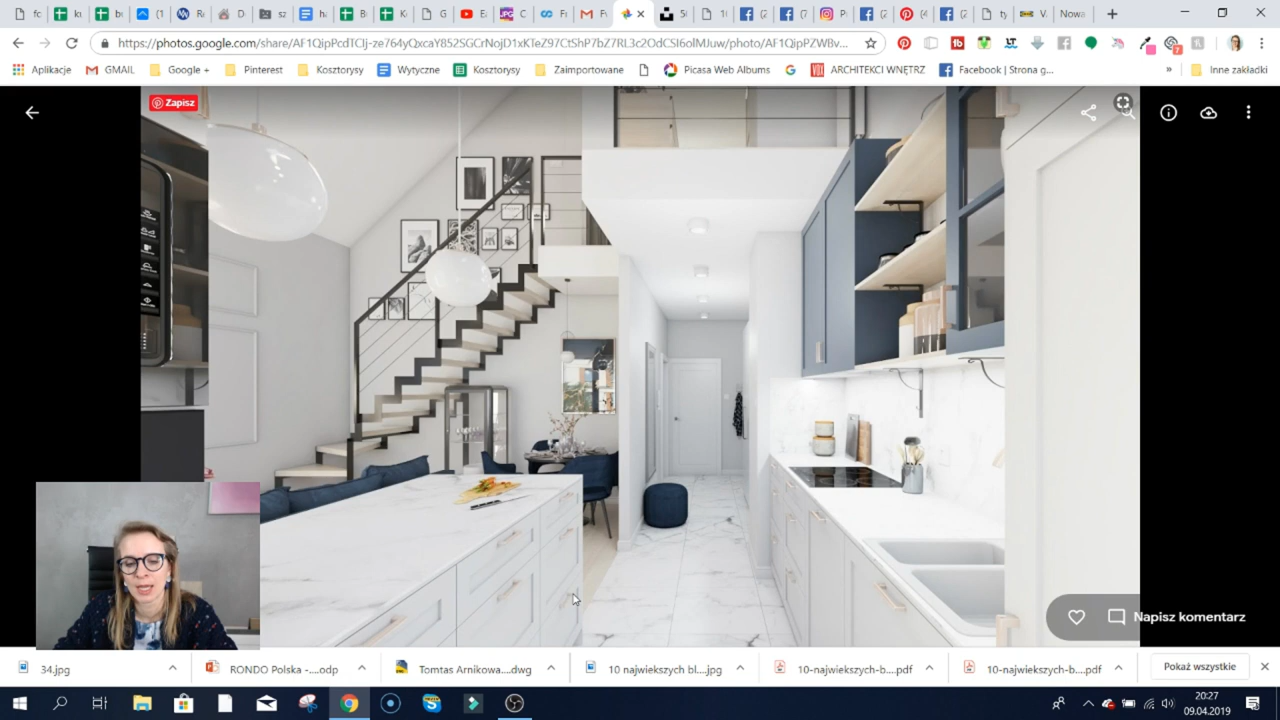 https://photos.google.com/share/AF1QipPcdTClJ-ze764yQxcaY852SGCrNojD1xKTeZ97CtShP7bZ7RL3c2OdCSI6olMJuw/photo/AF1QipPZWBv...
Aplikacje GMAIL Google + Pinterest Kosztorysy Wytyczne Kosztorysy Zaimportowane Picasa Web Albums ARCHITEKCI WNĘTRZ Facebook | Strona g... » Inne zakładki
Zapisz
Napisz komentarz
34.jpg RONDO Polska -....odp Tomtas Arnikowa....dwg 10 najwiekszych bl....jpg 10-najwiekszych-b....pdf 10-najwiekszych-b....pdf Pokaż wszystkie
20:27
09.04.2019